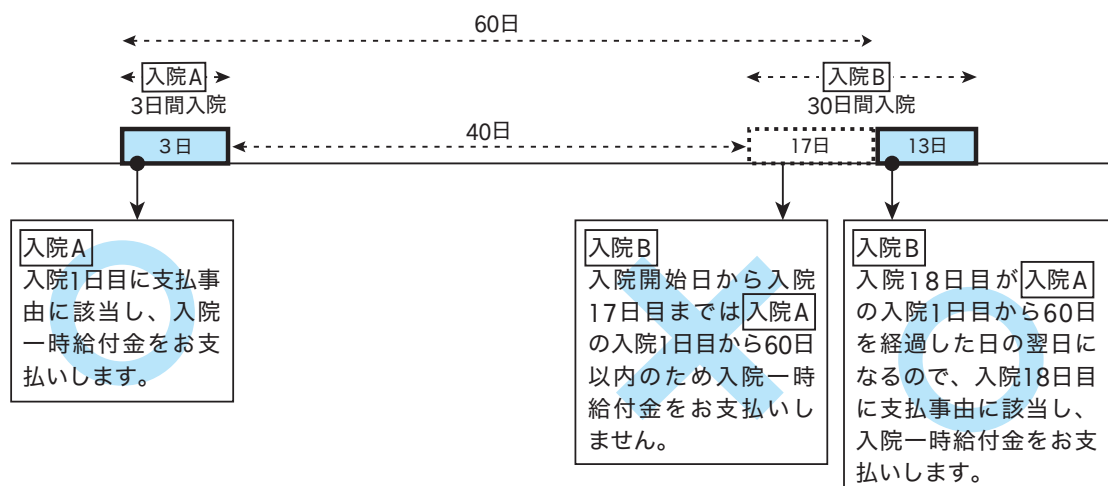 60日
入院A
3日間入院
入院B
30日間入院
3日
40日
17日
13日
入院A
入院1日目に支払事
由に該当し、入院
一時給付金をお支
払いします。
入院B
入院開始日から入院
17日目までは入院A
の入院1日目から60日
以内のため入院一時
給付金をお支払いし
ません。
入院B
入院18日目が入院A
の入院1日目から60日
を経過した日の翌日に
なるので、入院18日目
に支払事由に該当し、
入院一時給付金をお支
払いします。